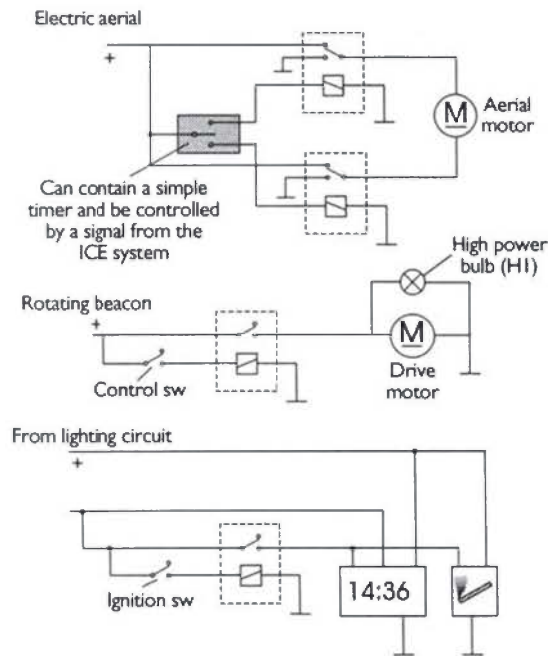 Electric aerial
+
M
Aerial
motor
Can contain a simple
timer and be controlled
by a signal from the
ICE system
High power
bulb (H1)
Rotating beacon
+
M
Control sw
Drive
motor
From lighting circuit
+
14:36
Ignition sw